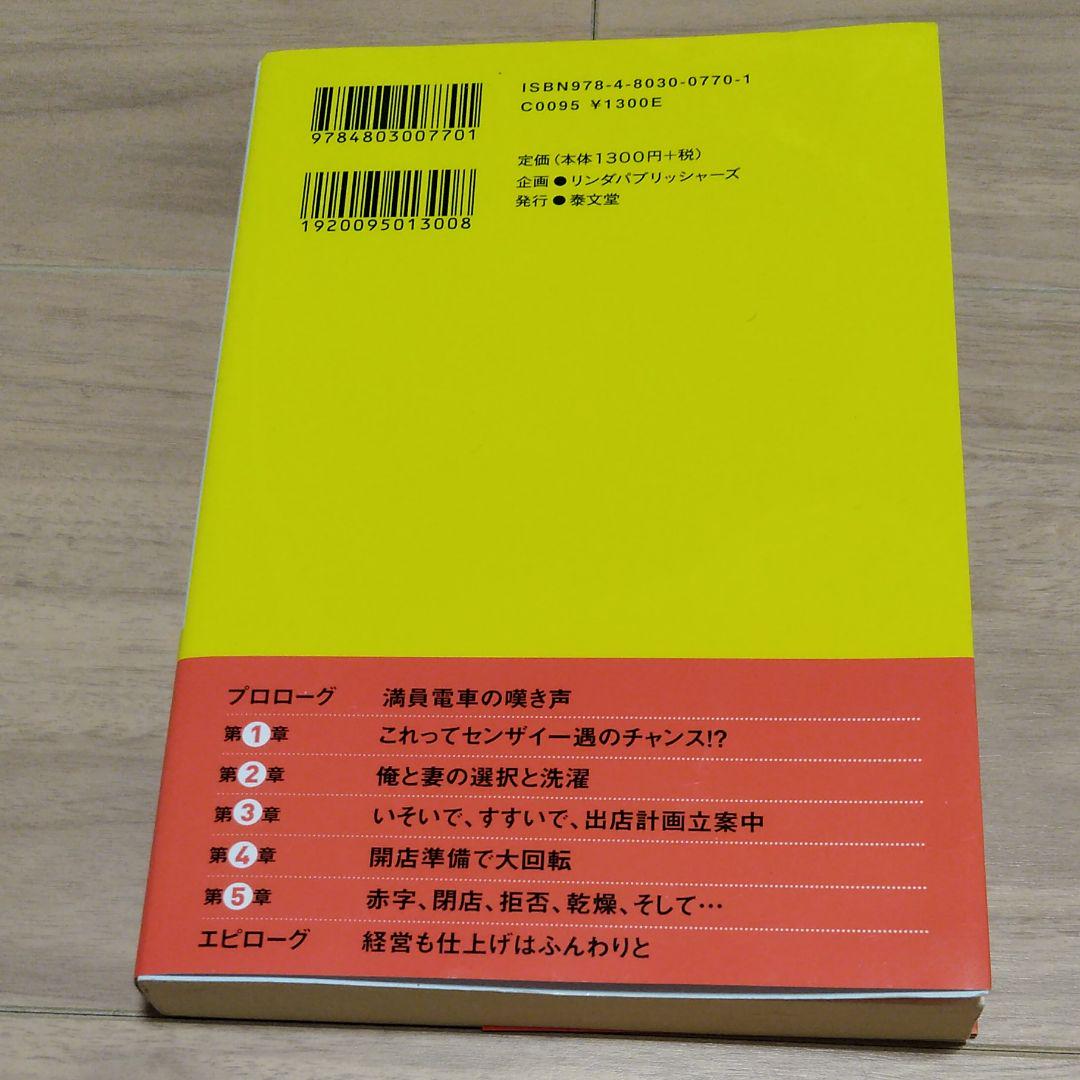 ISBN978-4-8030-0770-1
C0095 ¥1300E
9784803007701
定価(本体1300円+税)
企画●リンダパブリッシャーズ
発行●泰文堂
1920095013008
プロローグ 満員電車の嘆き声
第1章 これってセンザイ一遇のチャンス!?
第2章 俺と妻の選択と洗濯
第3章 いそいで、すすいで、出店計画立案中
第4章 開店準備で大回転
第5章 赤字、閉店、拒否、乾燥、そして…
エピローグ 経営も仕上げはふんわりと